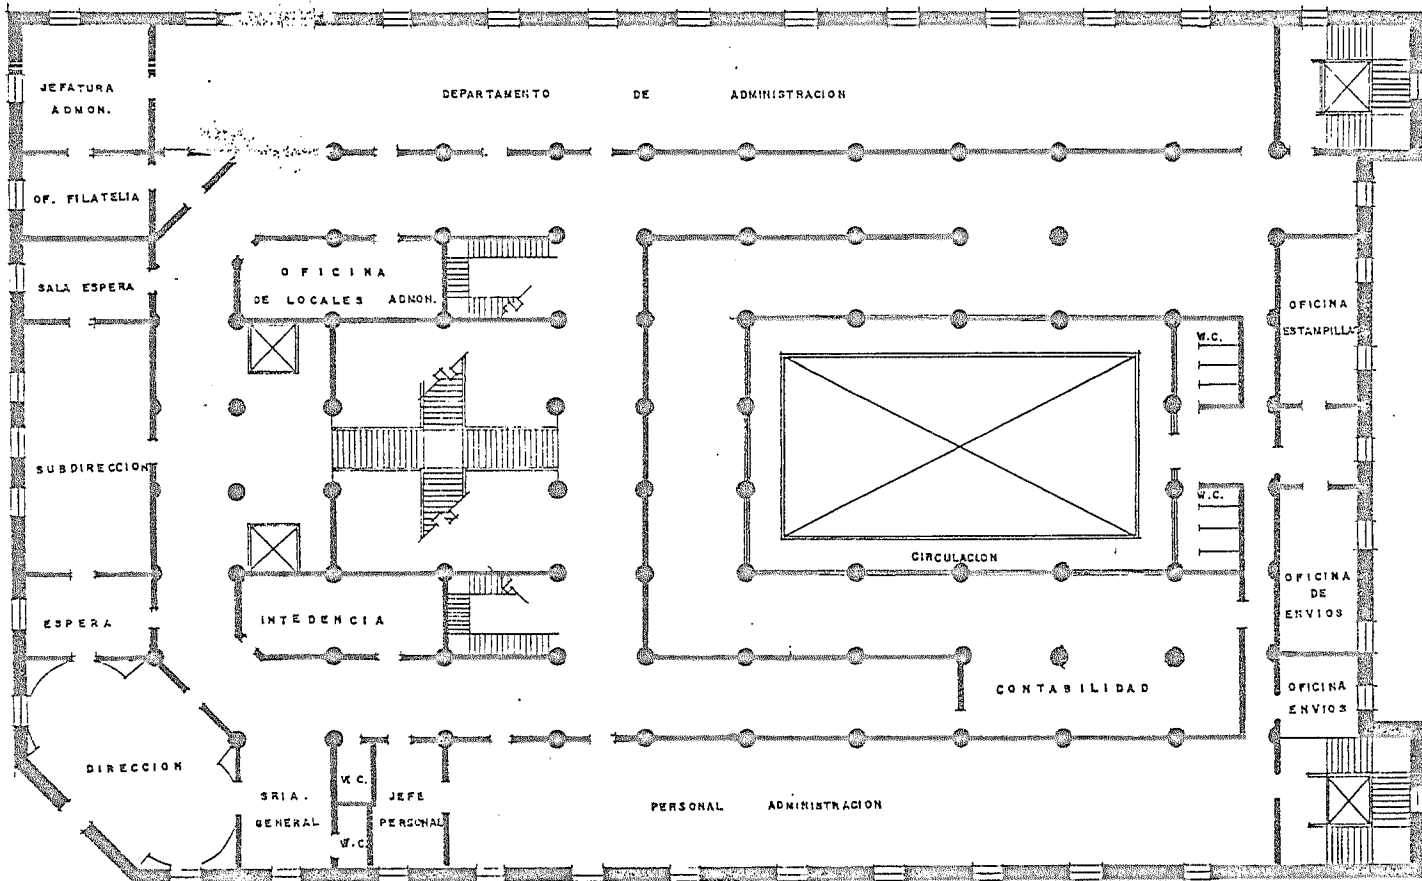 JEFATURA
ADMON.
DEPARTAMENTO DE ADMINISTRACION
OF. FILATELIA
SALA ESPERA
OFICINA
DE LOCALES ADMON.
OFICINA
ESTAMPILLA
W.C.
SUBDIRECCION
W.C.
CIRCULACION
ESPERA
INTEDENCIA
OFICINA
DE
ENVIOS
CONTABILIDAD
OFICINA
ENVIOS
DIRECCION
SRIA.
GENERAL
W.C.
W.C.
JEFE
PERSONAL
PERSONAL ADMINISTRACION